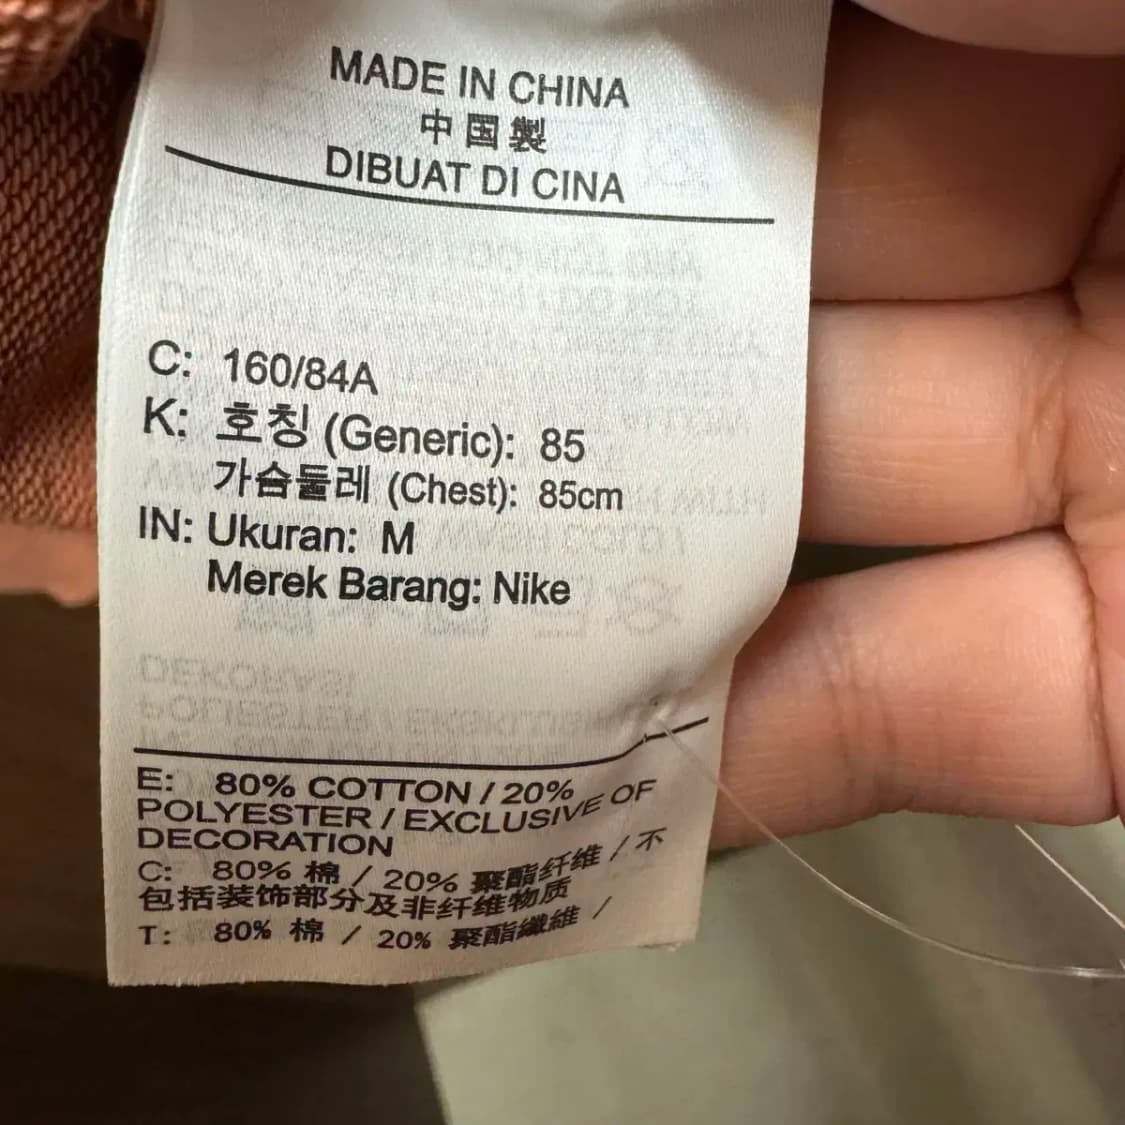 MADE IN CHINA
中国製
DIBUAT DI CINA
C: 160/84A
K: 호칭 (Generic): 85
가슴둘레 (Chest): 85cm
IN: Ukuran: M
Merek Barang: Nike
E: 80% COTTON / 20%
POLYESTER / EXCLUSIVE OF
DECORATION
C: 80% 棉 / 20% 聚酯纤维 / 不
包括装饰部分及非纤维物质
T: 80% 棉 / 20% 聚酯纖維 /